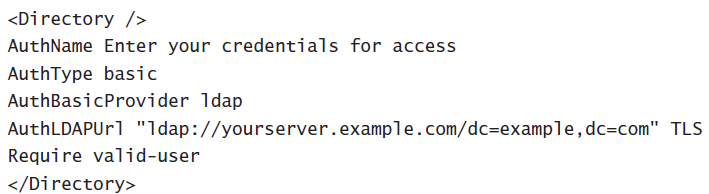 <Directory />
AuthName Enter your credentials for access
AuthType basic
AuthBasicProvider ldap
AuthLDAPUrl "ldap://yourserver.example.com/dc=example,dc=com" TLS
Require valid-user
</Directory>